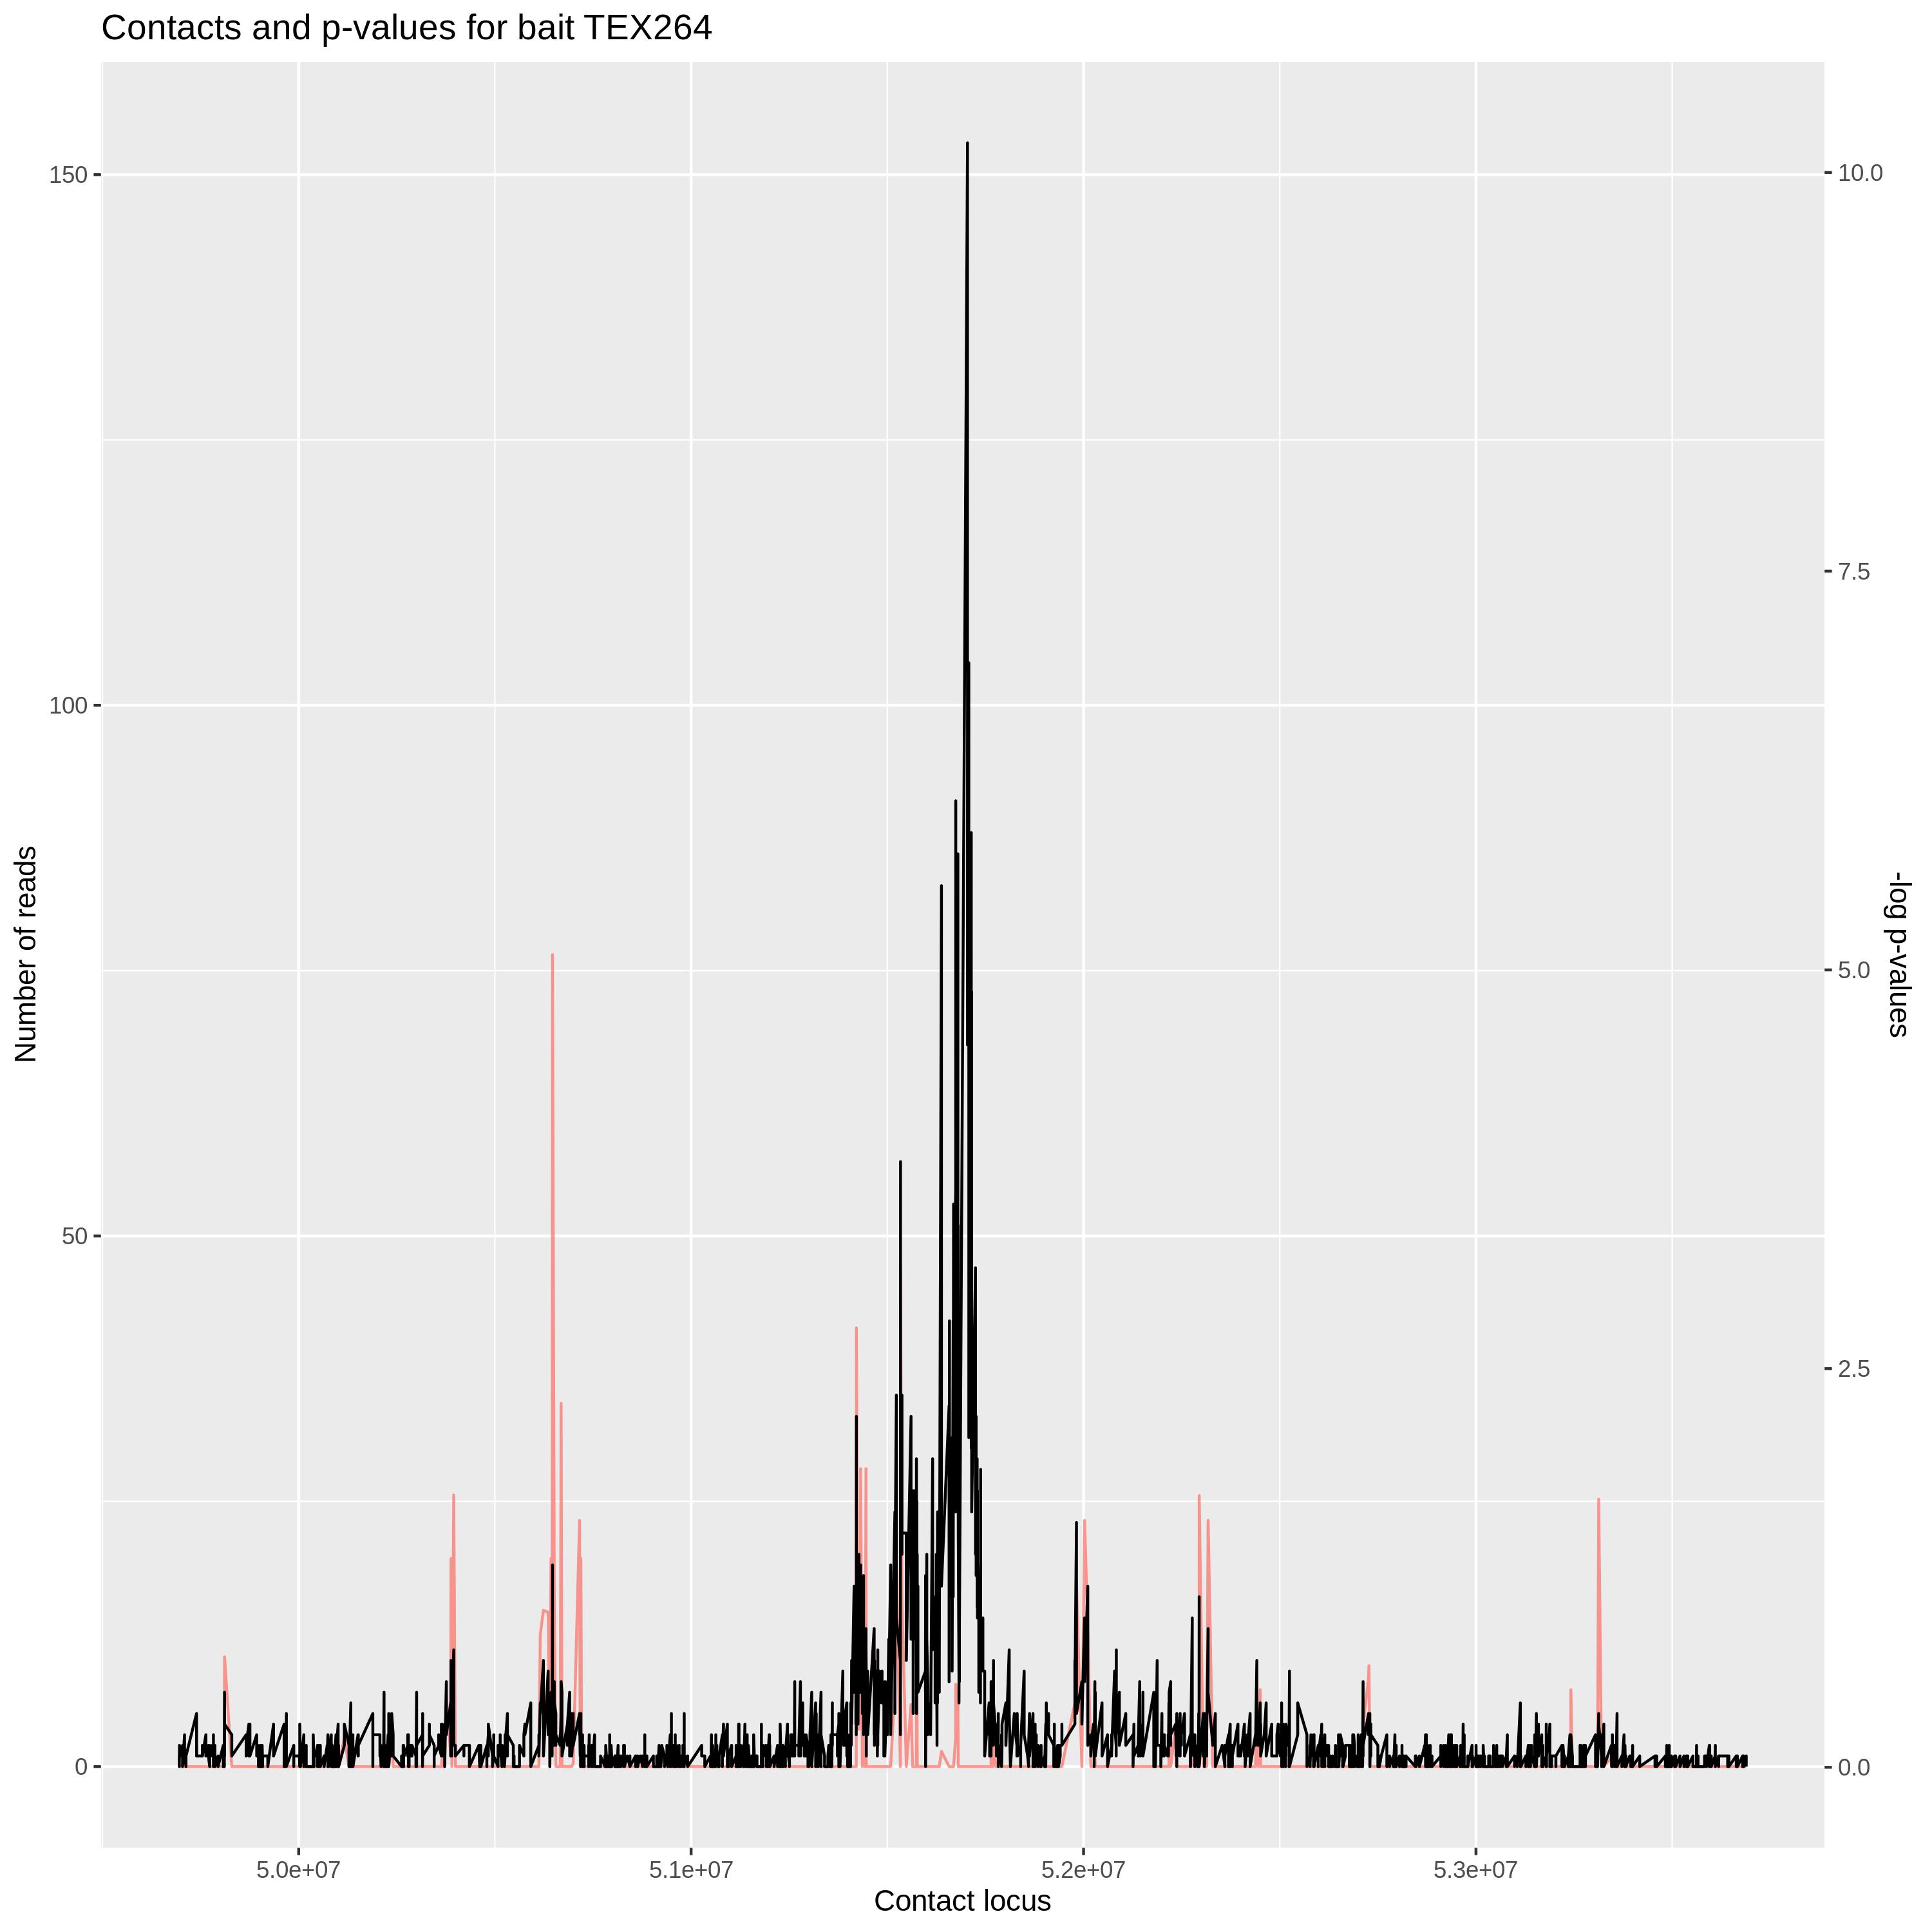 Contacts and p-values for bait TEX264
150
100
50
0
Number of reads
10.0
7.5
5.0
2.5
0.0
-log p-values
5.0e+07 5.1e+07 5.2e+07 5.3e+07
Contact locus